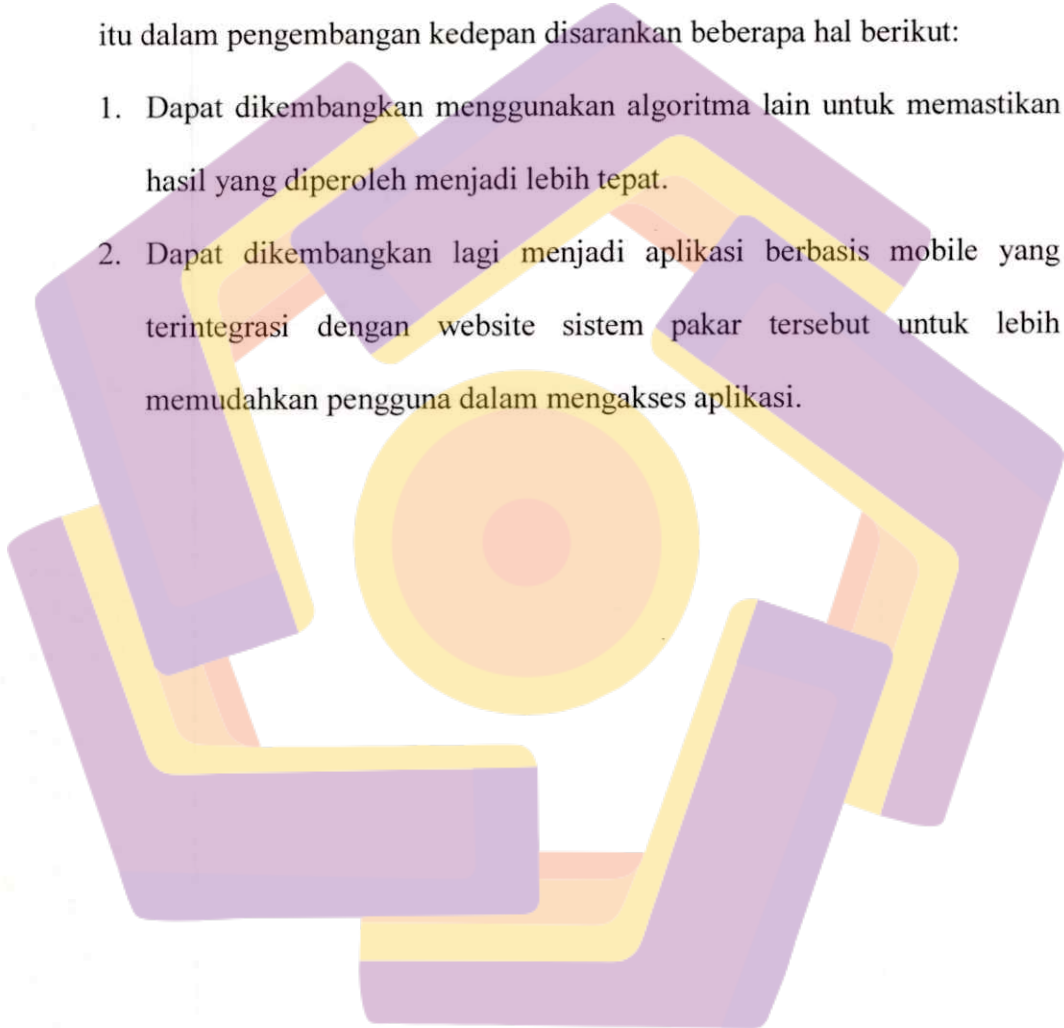 itu dalam pengembangan kedepan disarankan beberapa hal berikut:
1. Dapat dikembangkan menggunakan algoritma lain untuk memastikan
hasil yang diperoleh menjadi lebih tepat.
2. Dapat dikembangkan lagi menjadi aplikasi berbasis mobile yang
terintegrasi dengan website sistem pakar tersebut untuk lebih
memudahkan pengguna dalam mengakses aplikasi.